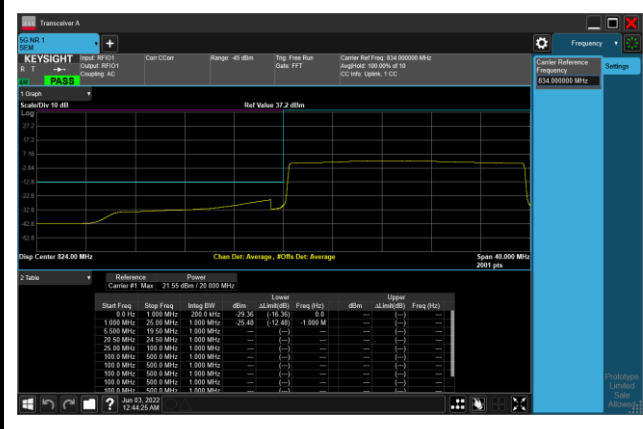 Transceiver A
5G NR 1
SEM
+
Frequency
KEYSIGHT
R T
PASS
Input: RFIO1
Output: RFIO1
Coupling: AC
Corr CCorr
Range: -45 dBm
Trig: Free Run
Gate: FFT
Carrier Ref Freq: 834.000000 MHz
Avg|Hold: 100.00% of 10
CC Info: Uplink, 1 CC
Carrier Reference
Frequency
834.000000 MHz
Settings
1 Graph
Scale/Div 10 dB
Ref Value 37.2 dBm
Log
27.2
17.2
7.16
-2.84
-12.8
-22.8
-32.8
-42.8
-52.8
Disp Center 824.00 MHz
Chan Det: Average , #Offs Det: Average
Span 40.000 MHz
2001 pts
2 Table
Reference Power
Carrier #1 Max 21.55 dBm / 20.000 MHz
Lower Upper
Start Freq Stop Freq Integ BW dBm ΔLimit(dB) Freq (Hz) dBm ΔLimit(dB) Freq (Hz)
0.0 Hz 1.000 MHz 200.0 kHz -29.36 (-16.36) 0.0 --- (---) ---
1.000 MHz 25.00 MHz 1.000 MHz -25.48 (-12.48) -1.000 M --- (---) ---
5.500 MHz 19.50 MHz 1.000 MHz --- (---) --- --- (---) ---
20.50 MHz 24.50 MHz 1.000 MHz --- (---) --- --- (---) ---
25.00 MHz 100.0 MHz 1.000 MHz --- (---) --- --- (---) ---
100.0 MHz 500.0 MHz 1.000 MHz --- (---) --- --- (---) ---
100.0 MHz 500.0 MHz 1.000 MHz --- (---) --- --- (---) ---
100.0 MHz 500.0 MHz 1.000 MHz --- (---) --- --- (---) ---
100.0 MHz 500.0 MHz 1.000 MHz --- (---) --- --- (---) ---
?
Jun 03, 2022
12:44:25 AM
Prototype
Limited
Sale
Allowed